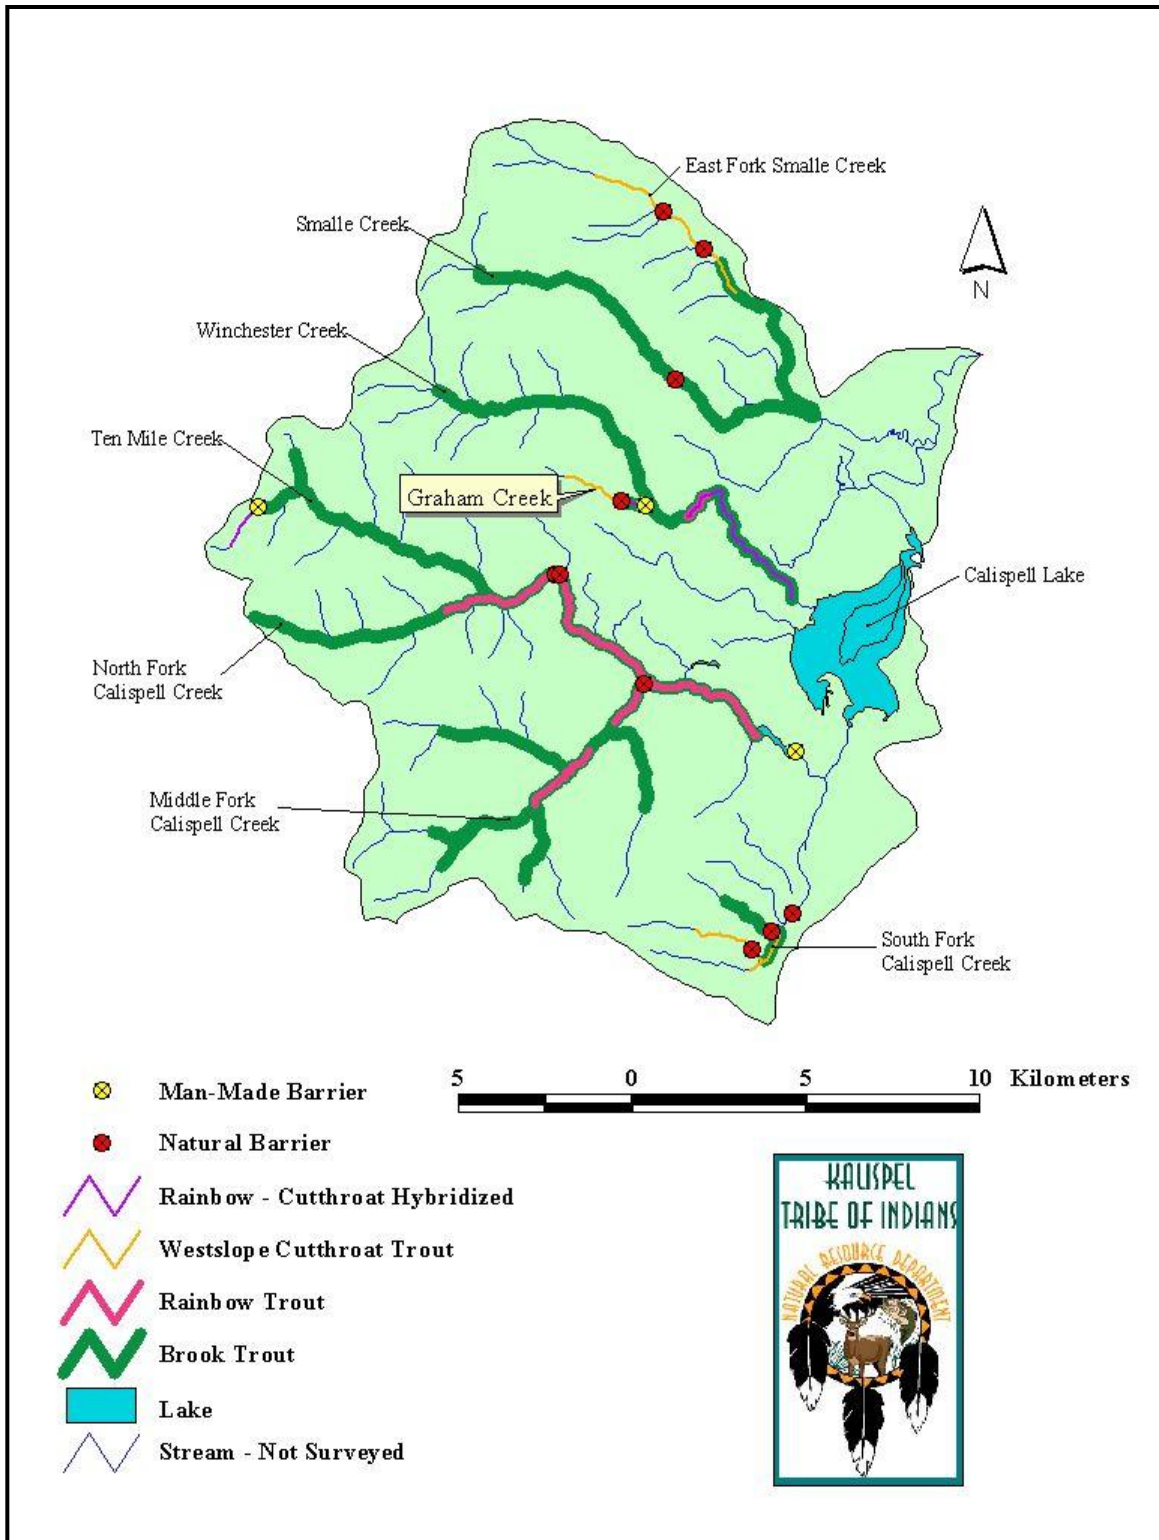 East Fork Smalle Creek
Smalle Creek
N
Winchester Creek
Ten Mile Creek
Graham Creek
Calispell Lake
North Fork
Calispell Creek
Middle Fork
Calispell Creek
South Fork
Calispell Creek
5 0 5 10 Kilometers
Man-Made Barrier
Natural Barrier
Rainbow - Cutthroat Hybridized
Westslope Cutthroat Trout
Rainbow Trout
Brook Trout
Lake
Stream - Not Surveyed
KALISPEL
TRIBE OF INDIANS
NATURAL RESOURCE DEPARTMENT